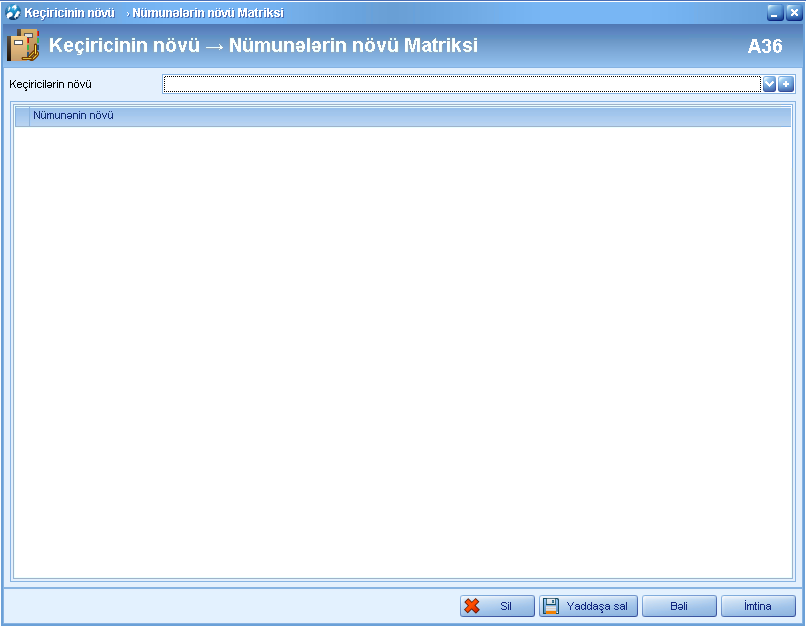 Keçiricinin növü → Nümunələrin növü Matriksi
Keçiricinin növü → Nümunələrin növü Matriksi
A36
Keçiricilərin növü
Nümunənin növü
Sil
Yaddaşa sal
Bəli
İmtina